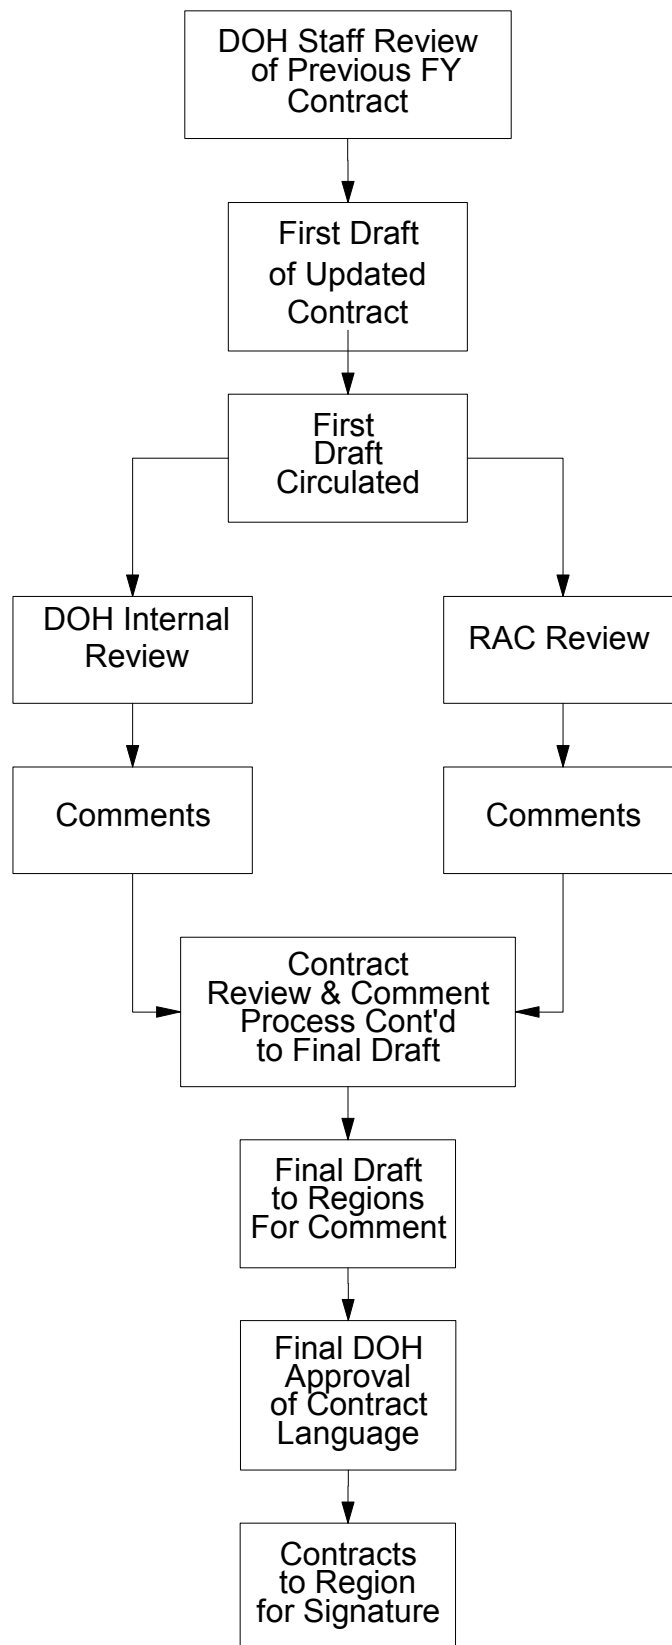 DOH Staff Review
of Previous FY
Contract
First Draft
of Updated
Contract
First
Draft
Circulated
DOH Internal
Review
RAC Review
Comments
Comments
Contract
Review & Comment
Process Cont'd
to Final Draft
Final Draft
to Regions
For Comment
Final DOH
Approval
of Contract
Language
Contracts
to Region
for Signature